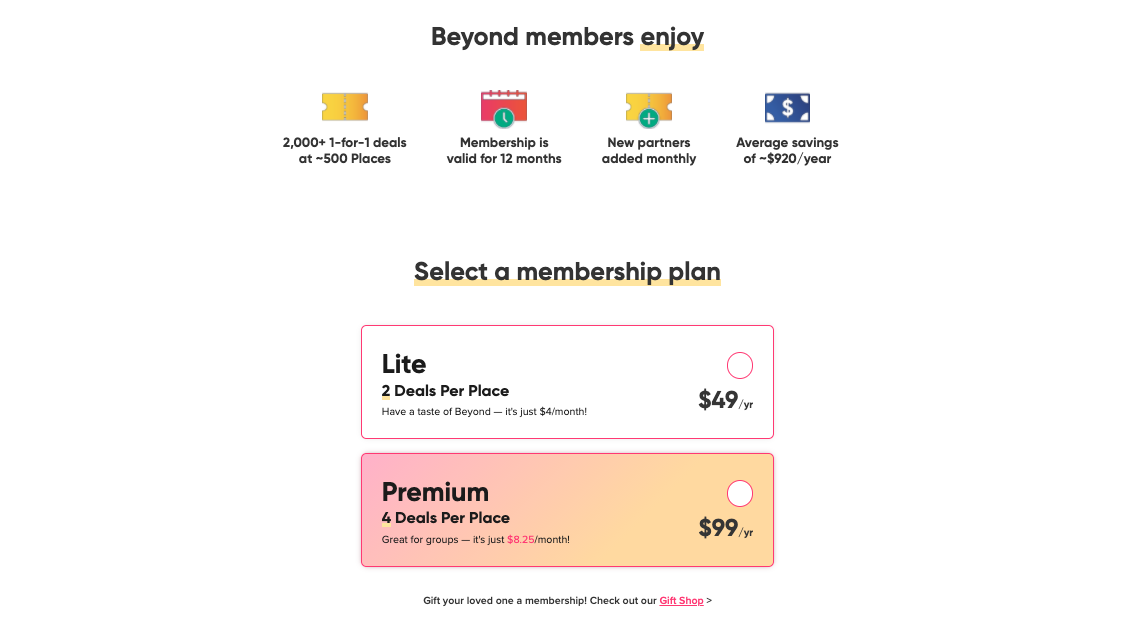 Beyond members enjoy
$
2,000+ 1-for-1 deals
at ~500 Places
Membership is
valid for 12 months
New partners
added monthly
Average savings
of ~$920/year
Select a membership plan
Lite
2 Deals Per Place
Have a taste of Beyond — it's just $4/month!
$49/yr
Premium
4 Deals Per Place
Great for groups — it's just $8.25/month!
$99/yr
Gift your loved one a membership! Check out our Gift Shop >